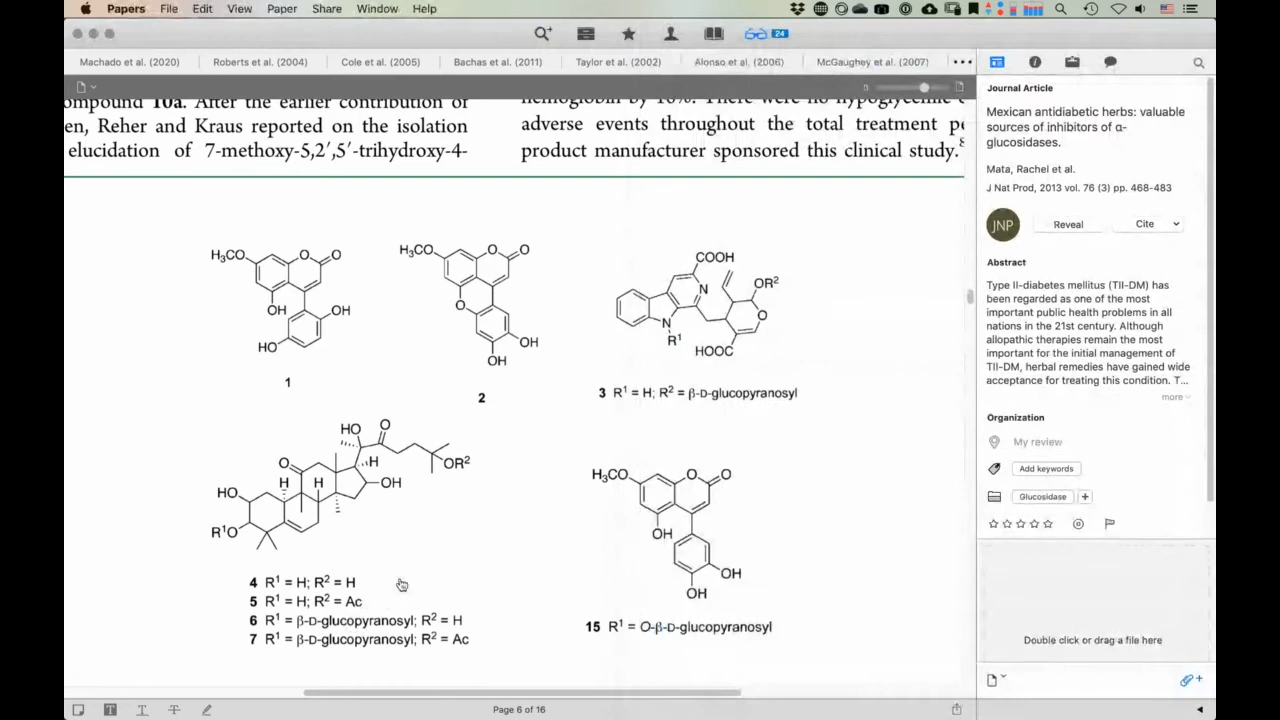 Papers File Edit View Paper Share Window Help
24
Machado et al. (2020) Roberts et al. (2004) Cole et al. (2005) Bachas et al. (2011) Taylor et al. (2002) Alonso et al. (2006) McGaughey et al. (2007)
ompound 10a. After the earlier contribution of
en, Reher and Kraus reported on the isolation
elucidation of 7-methoxy-5,2′,5′-trihydroxy-4-
adverse events throughout the total treatment pe
product manufacturer sponsored this clinical study.
H₃CO O O
OH OH
HO
1
H₃CO O O
O
OH
OH
2
COOH
N OR²
N O
R¹
HOOC
3 R¹ = H; R² = β-D-glucopyranosyl
HO O
O H OR²
HO H H OH
R¹O
4 R¹ = H; R² = H
5 R¹ = H; R² = Ac
6 R¹ = β-D-glucopyranosyl; R² = H
7 R¹ = β-D-glucopyranosyl; R² = Ac
H₃CO O O
OH
OH
OH
15 R¹ = O-β-D-glucopyranosyl
Page 6 of 16
Journal Article
Mexican antidiabetic herbs: valuable
sources of inhibitors of α-
glucosidases.
Mata, Rachel et al.
J Nat Prod, 2013 vol. 76 (3) pp. 468-483
JNP Reveal Cite
Abstract
Type II-diabetes mellitus (TII-DM) has
been regarded as one of the most
important public health problems in all
nations in the 21st century. Although
allopathic therapies remain the most
important for the initial management of
TII-DM, herbal remedies have gained wide
acceptance for treating this condition. T...
more
Organization
My review
Add keywords
Glucosidase +
Double click or drag a file here